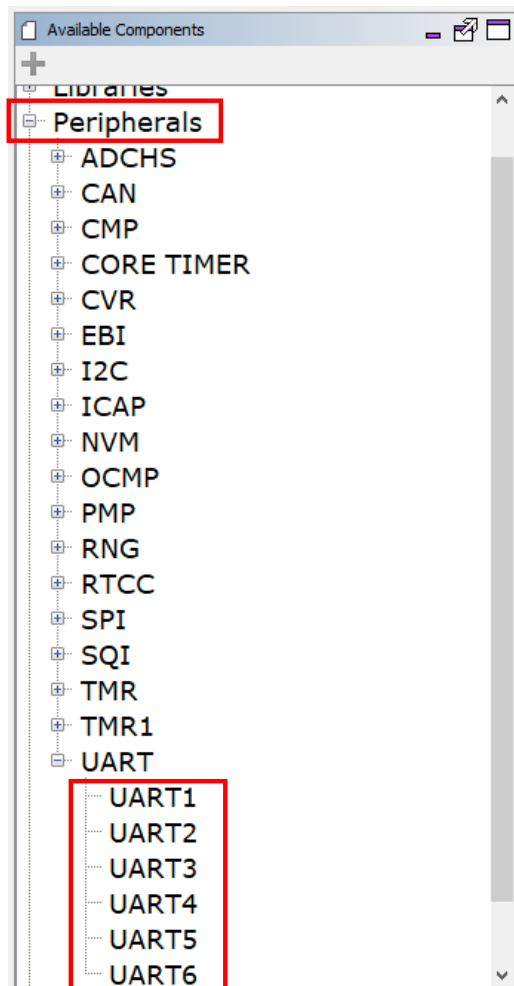 Available Components
Libraries
Peripherals
ADCHS
CAN
CMP
CORE TIMER
CVR
EBI
I2C
ICAP
NVM
OCMP
PMP
RNG
RTCC
SPI
SQI
TMR
TMR1
UART
UART1
UART2
UART3
UART4
UART5
UART6